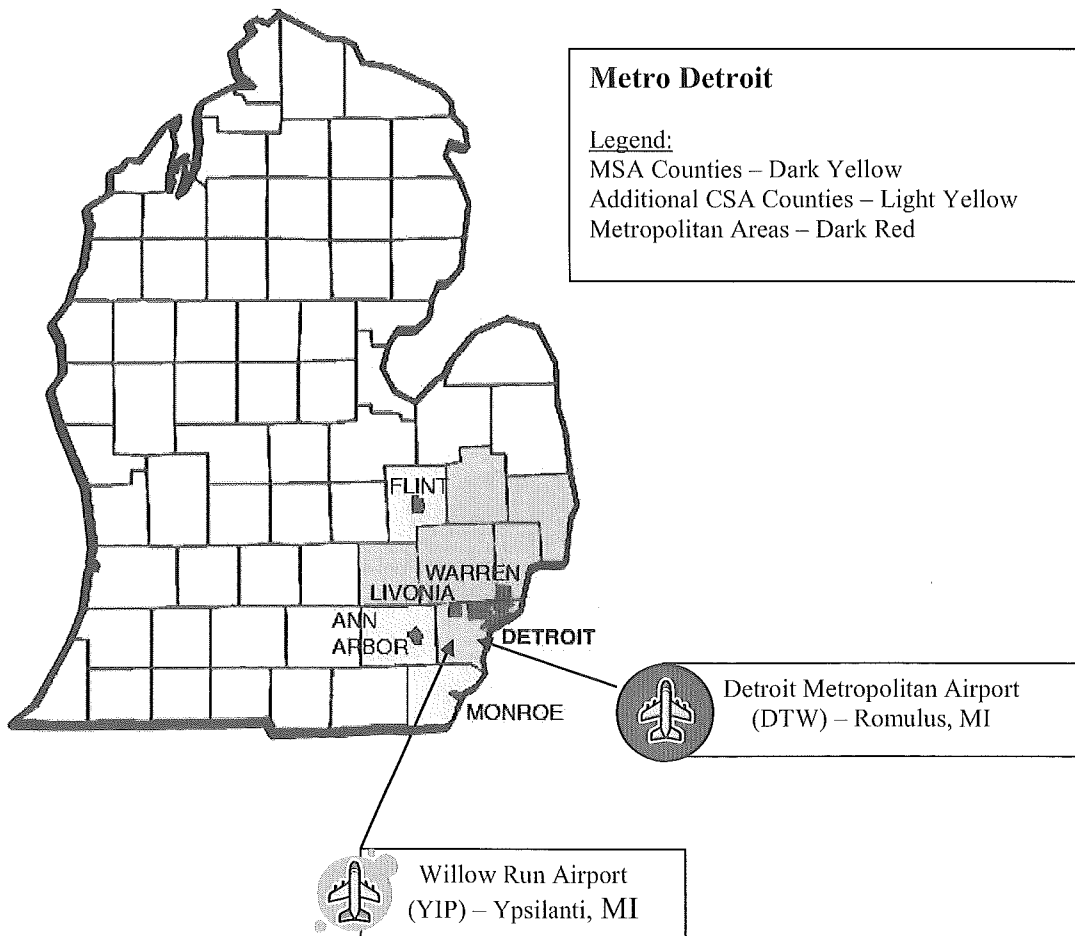 Metro Detroit
Legend:
MSA Counties – Dark Yellow
Additional CSA Counties – Light Yellow
Metropolitan Areas – Dark Red
FLINT
WARREN
LIVONIA
ANN
ARBOR
DETROIT
MONROE
Detroit Metropolitan Airport
(DTW) – Romulus, MI
Willow Run Airport
(YIP) – Ypsilanti, MI